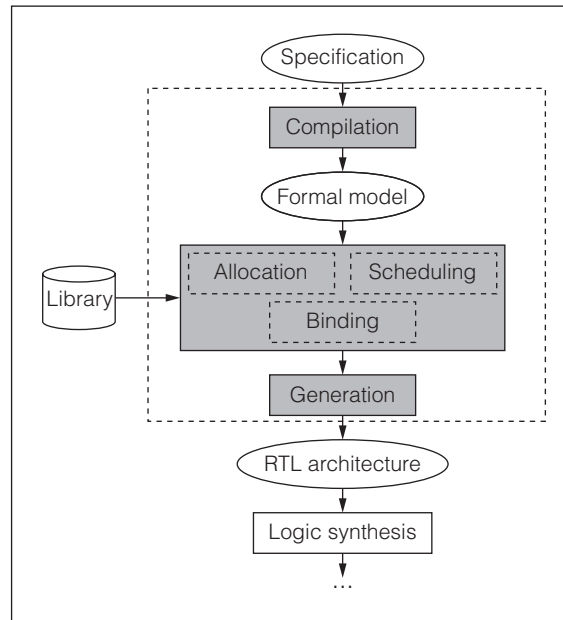 Specification
Compilation
Formal model
Allocation
Scheduling
Library
Binding
Generation
RTL architecture
Logic synthesis
...